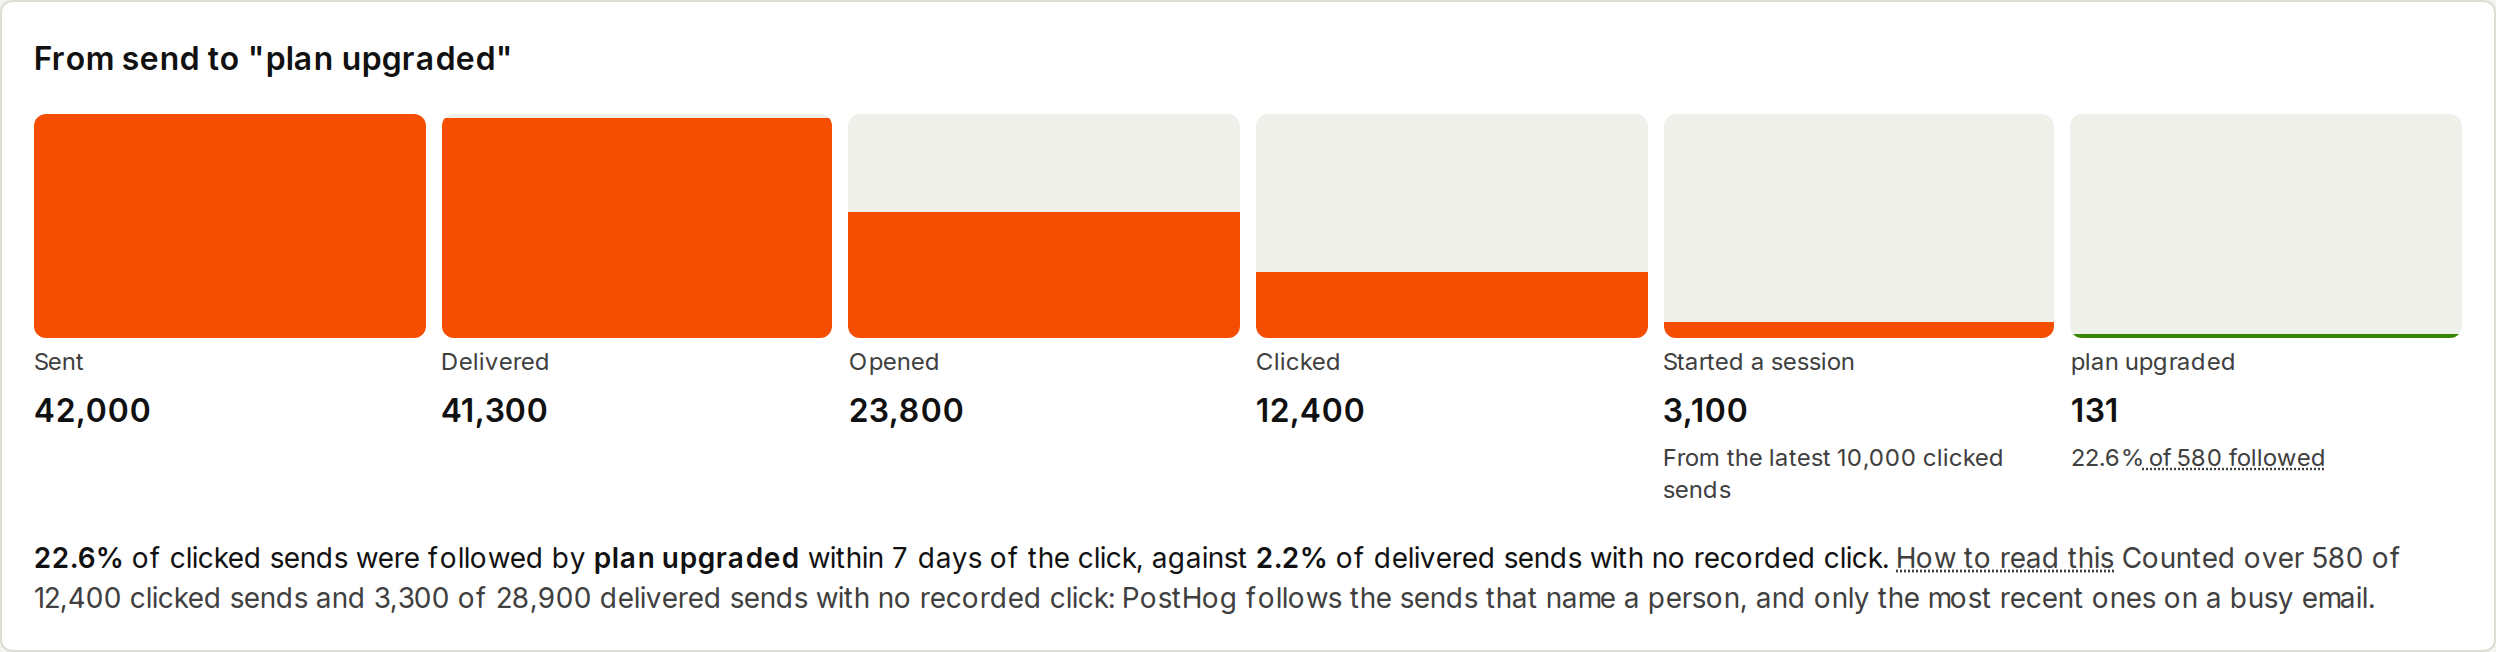 From send to "plan upgraded"
Sent
42,000
Delivered
41,300
Opened
23,800
Clicked
12,400
Started a session
3,100
From the latest 10,000 clicked
sends
plan upgraded
131
22.6% of 580 followed
22.6% of clicked sends were followed by plan upgraded within 7 days of the click, against 2.2% of delivered sends with no recorded click. How to read this Counted over 580 of
12,400 clicked sends and 3,300 of 28,900 delivered sends with no recorded click: PostHog follows the sends that name a person, and only the most recent ones on a busy email.